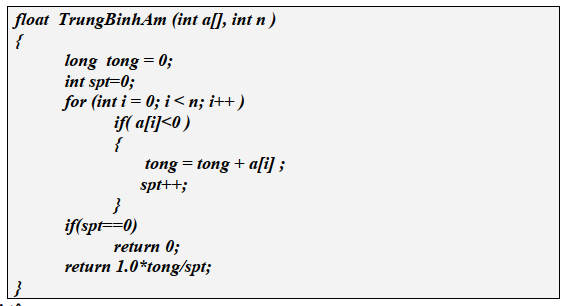 float TrungBinhAm (int a[], int n )
{
long tong = 0;
int spt=0;
for (int i = 0; i < n; i++ )
if( a[i]<0 )
{
tong = tong + a[i] ;
spt++;
}
if(spt==0)
return 0;
return 1.0*tong/spt;
}